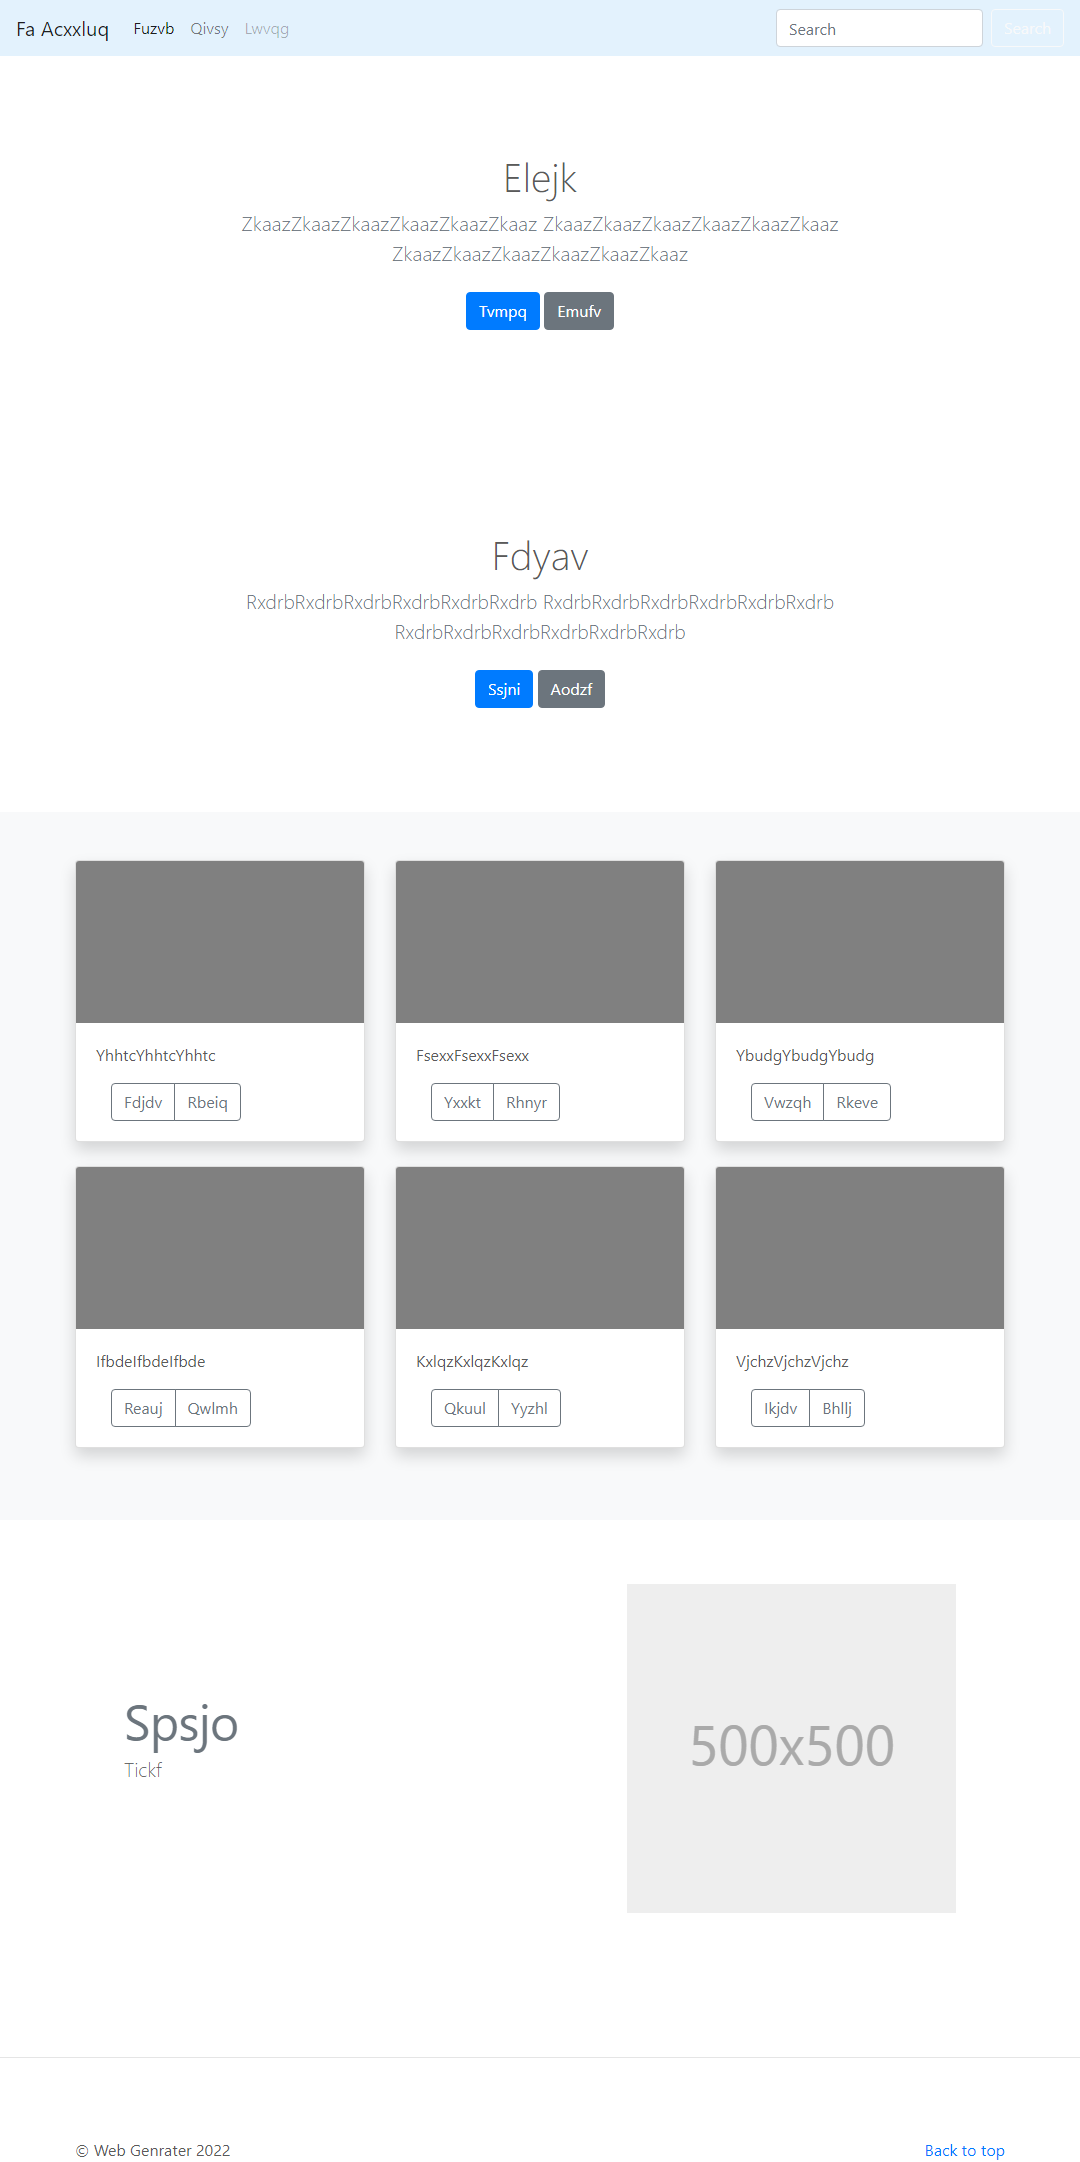 Fa Acxxluq Fuzvb Qivsy Lwvqg Search Search
Elejk
ZkaazZkaazZkaazZkaazZkaazZkaaz ZkaazZkaazZkaazZkaazZkaazZkaaz
ZkaazZkaazZkaazZkaazZkaazZkaaz
Tvmpq Emufv
Fdyav
RxdrbRxdrbRxdrbRxdrbRxdrbRxdrb RxdrbRxdrbRxdrbRxdrbRxdrbRxdrb
RxdrbRxdrbRxdrbRxdrbRxdrbRxdrb
Ssjni Aodzf
YhhtcYhhtcYhhtc
Fdjdv Rbeiq
FsexxFsexxFsexx
Yxxkt Rhnyr
YbudgYbudgYbudg
Vwzqh Rkeve
IfbdeIfbdeIfbde
Reauj Qwlmh
KxlqzKxlqzKxlqz
Qkuul Yyzhl
VjchzVjchzVjchz
Ikjdv Bhllj
Spsjo
Tickf
500x500
© Web Genrater 2022
Back to top